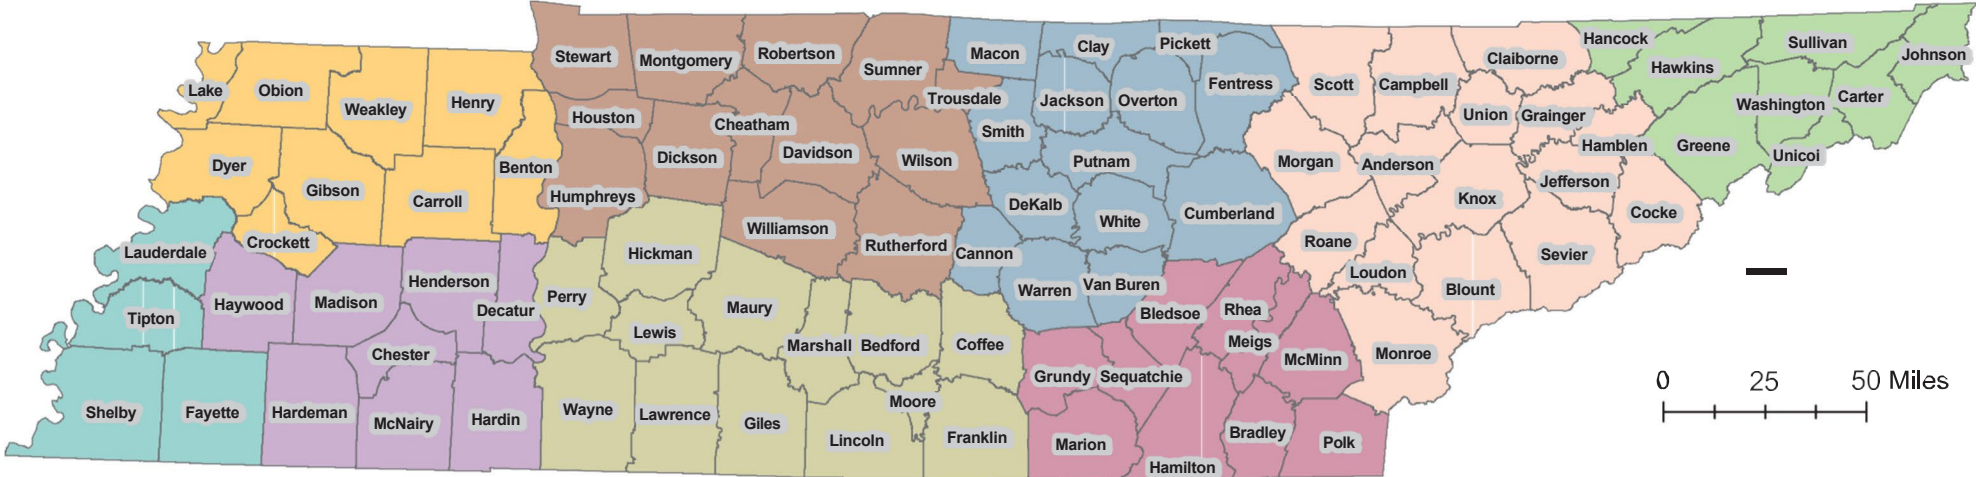 Lake
Obion
Weakley
Henry
Stewart
Montgomery
Robertson
Sumner
Macon
Clay
Pickett
Fentress
Scott
Campbell
Claiborne
Hancock
Hawkins
Sullivan
Johnson
Dyer
Gibson
Carroll
Benton
Houston
Humphreys
Dickson
Cheatham
Davidson
Wilson
Trousdale
Smith
Jackson
Overton
Putnam
Morgan
Anderson
Union
Grainger
Hamblen
Greene
Washington
Carter
Unicoi
Lauderdale
Crockett
Haywood
Madison
Henderson
Decatur
Perry
Hickman
Williamson
Rutherford
Cannon
DeKalb
White
Cumberland
Roane
Loudon
Knox
Jefferson
Cocke
Sevier
Blount
Tipton
Chester
Lewis
Maury
Marshall
Bedford
Coffee
Warren
Van Buren
Bledsoe
Rhea
Meigs
McMinn
Monroe
Shelby
Fayette
Hardeman
McNairy
Hardin
Wayne
Lawrence
Giles
Lincoln
Moore
Franklin
Grundy
Sequatchie
Marion
Hamilton
Bradley
Polk
0 25 50 Miles